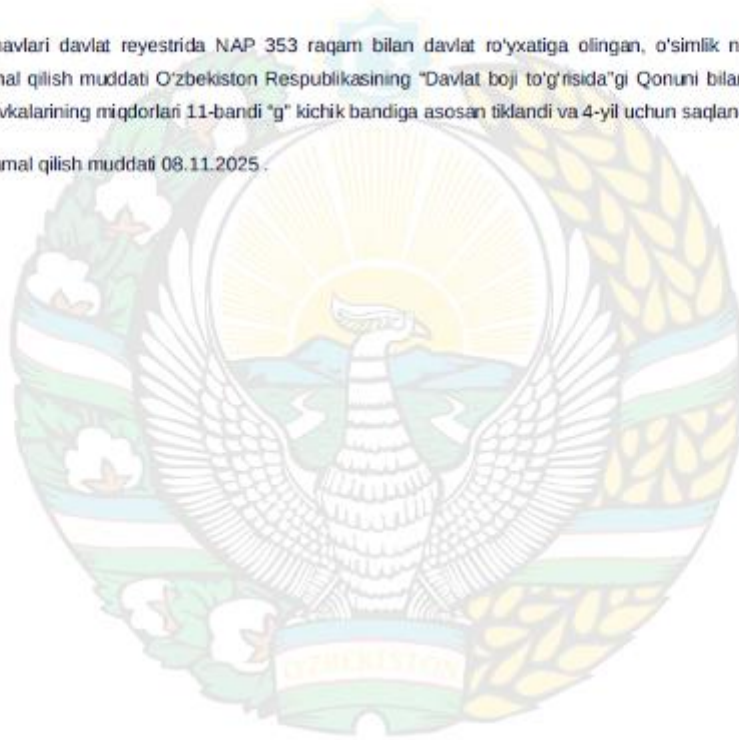 avlari davlat reyestrida NAP 353 raqam bilan davlat ro'yxatiga olingan, o'simlik n
nal qilish muddati O'zbekiston Respublikasining "Davlat boji to'g'risida"gi Qonuni bilan
vkalarining miqdorlari 11-bandi "g" kichik bandiga asosan tiklandi va 4-yil uchun saqlan
mal qilish muddati 08.11.2025 .
O'ZBEKISTON